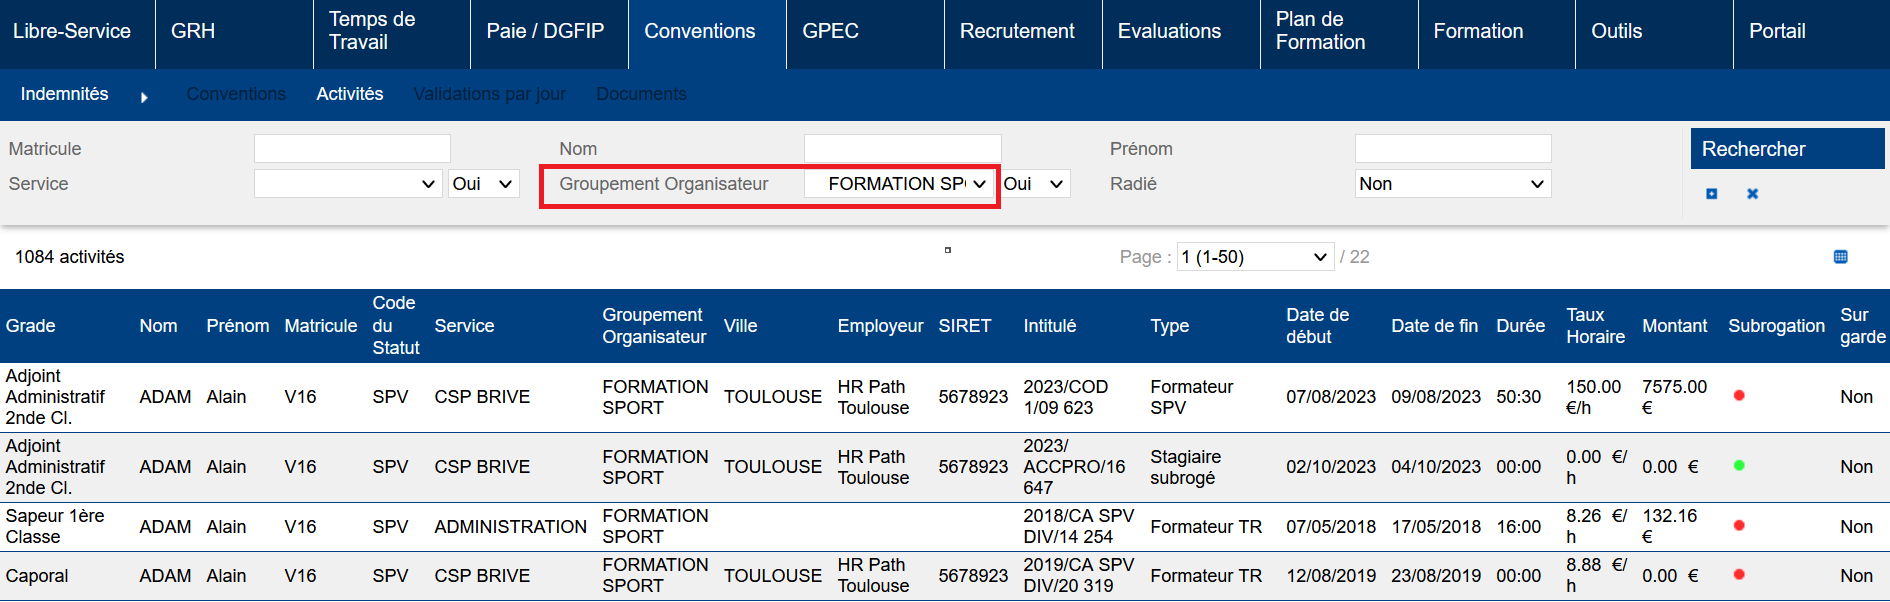 Libre-Service GRH Temps de Travail Paie / DGFIP Conventions GPEC Recrutement Evaluations Plan de Formation Formation Outils Portail
Indemnités Conventions Activités Validations par jour Documents
Matricule Nom Prénom Rechercher
Service Oui Groupement Organisateur FORMATION SP Oui Radié Non
1084 activités Page : 1 (1-50) / 22
Grade Nom Prénom Matricule Code du Statut Service Groupement Organisateur Ville Employeur SIRET Intitulé Type Date de début Date de fin Durée Taux Horaire Montant Subrogation Sur garde
Adjoint Administratif 2nde Cl. ADAM Alain V16 SPV CSP BRIVE FORMATION SPORT TOULOUSE HR Path Toulouse 5678923 2023/COD 1/09 623 Formateur SPV 07/08/2023 09/08/2023 50:30 150.00 €/h 7575.00 € Non
Adjoint Administratif 2nde Cl. ADAM Alain V16 SPV CSP BRIVE FORMATION SPORT TOULOUSE HR Path Toulouse 5678923 2023/ACCPRO/16 647 Stagiaire subrogé 02/10/2023 04/10/2023 00:00 0.00 €/h 0.00 € Non
Sapeur 1ère Classe ADAM Alain V16 SPV ADMINISTRATION FORMATION SPORT 2018/CA SPV DIV/14 254 Formateur TR 07/05/2018 17/05/2018 16:00 8.26 €/h 132.16 € Non
Caporal ADAM Alain V16 SPV CSP BRIVE FORMATION SPORT TOULOUSE HR Path Toulouse 5678923 2019/CA SPV DIV/20 319 Formateur TR 12/08/2019 23/08/2019 00:00 8.88 €/h 0.00 € Non